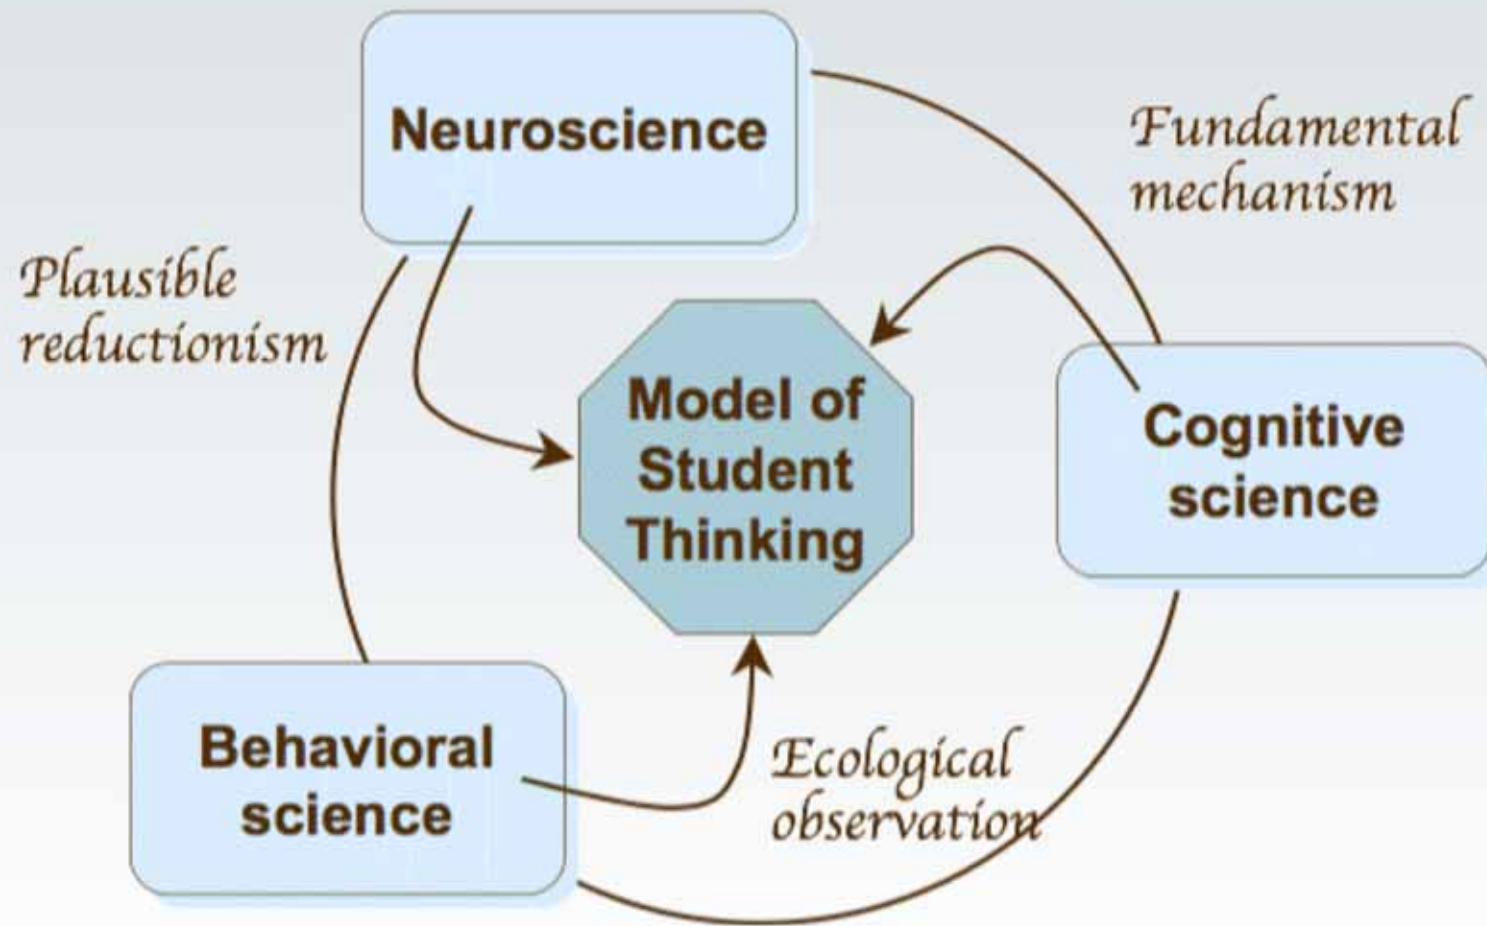 Neuroscience
Fundamental
mechanism
Plausible
reductionism
Model of
Student
Thinking
Cognitive
science
Behavioral
science
Ecological
observation